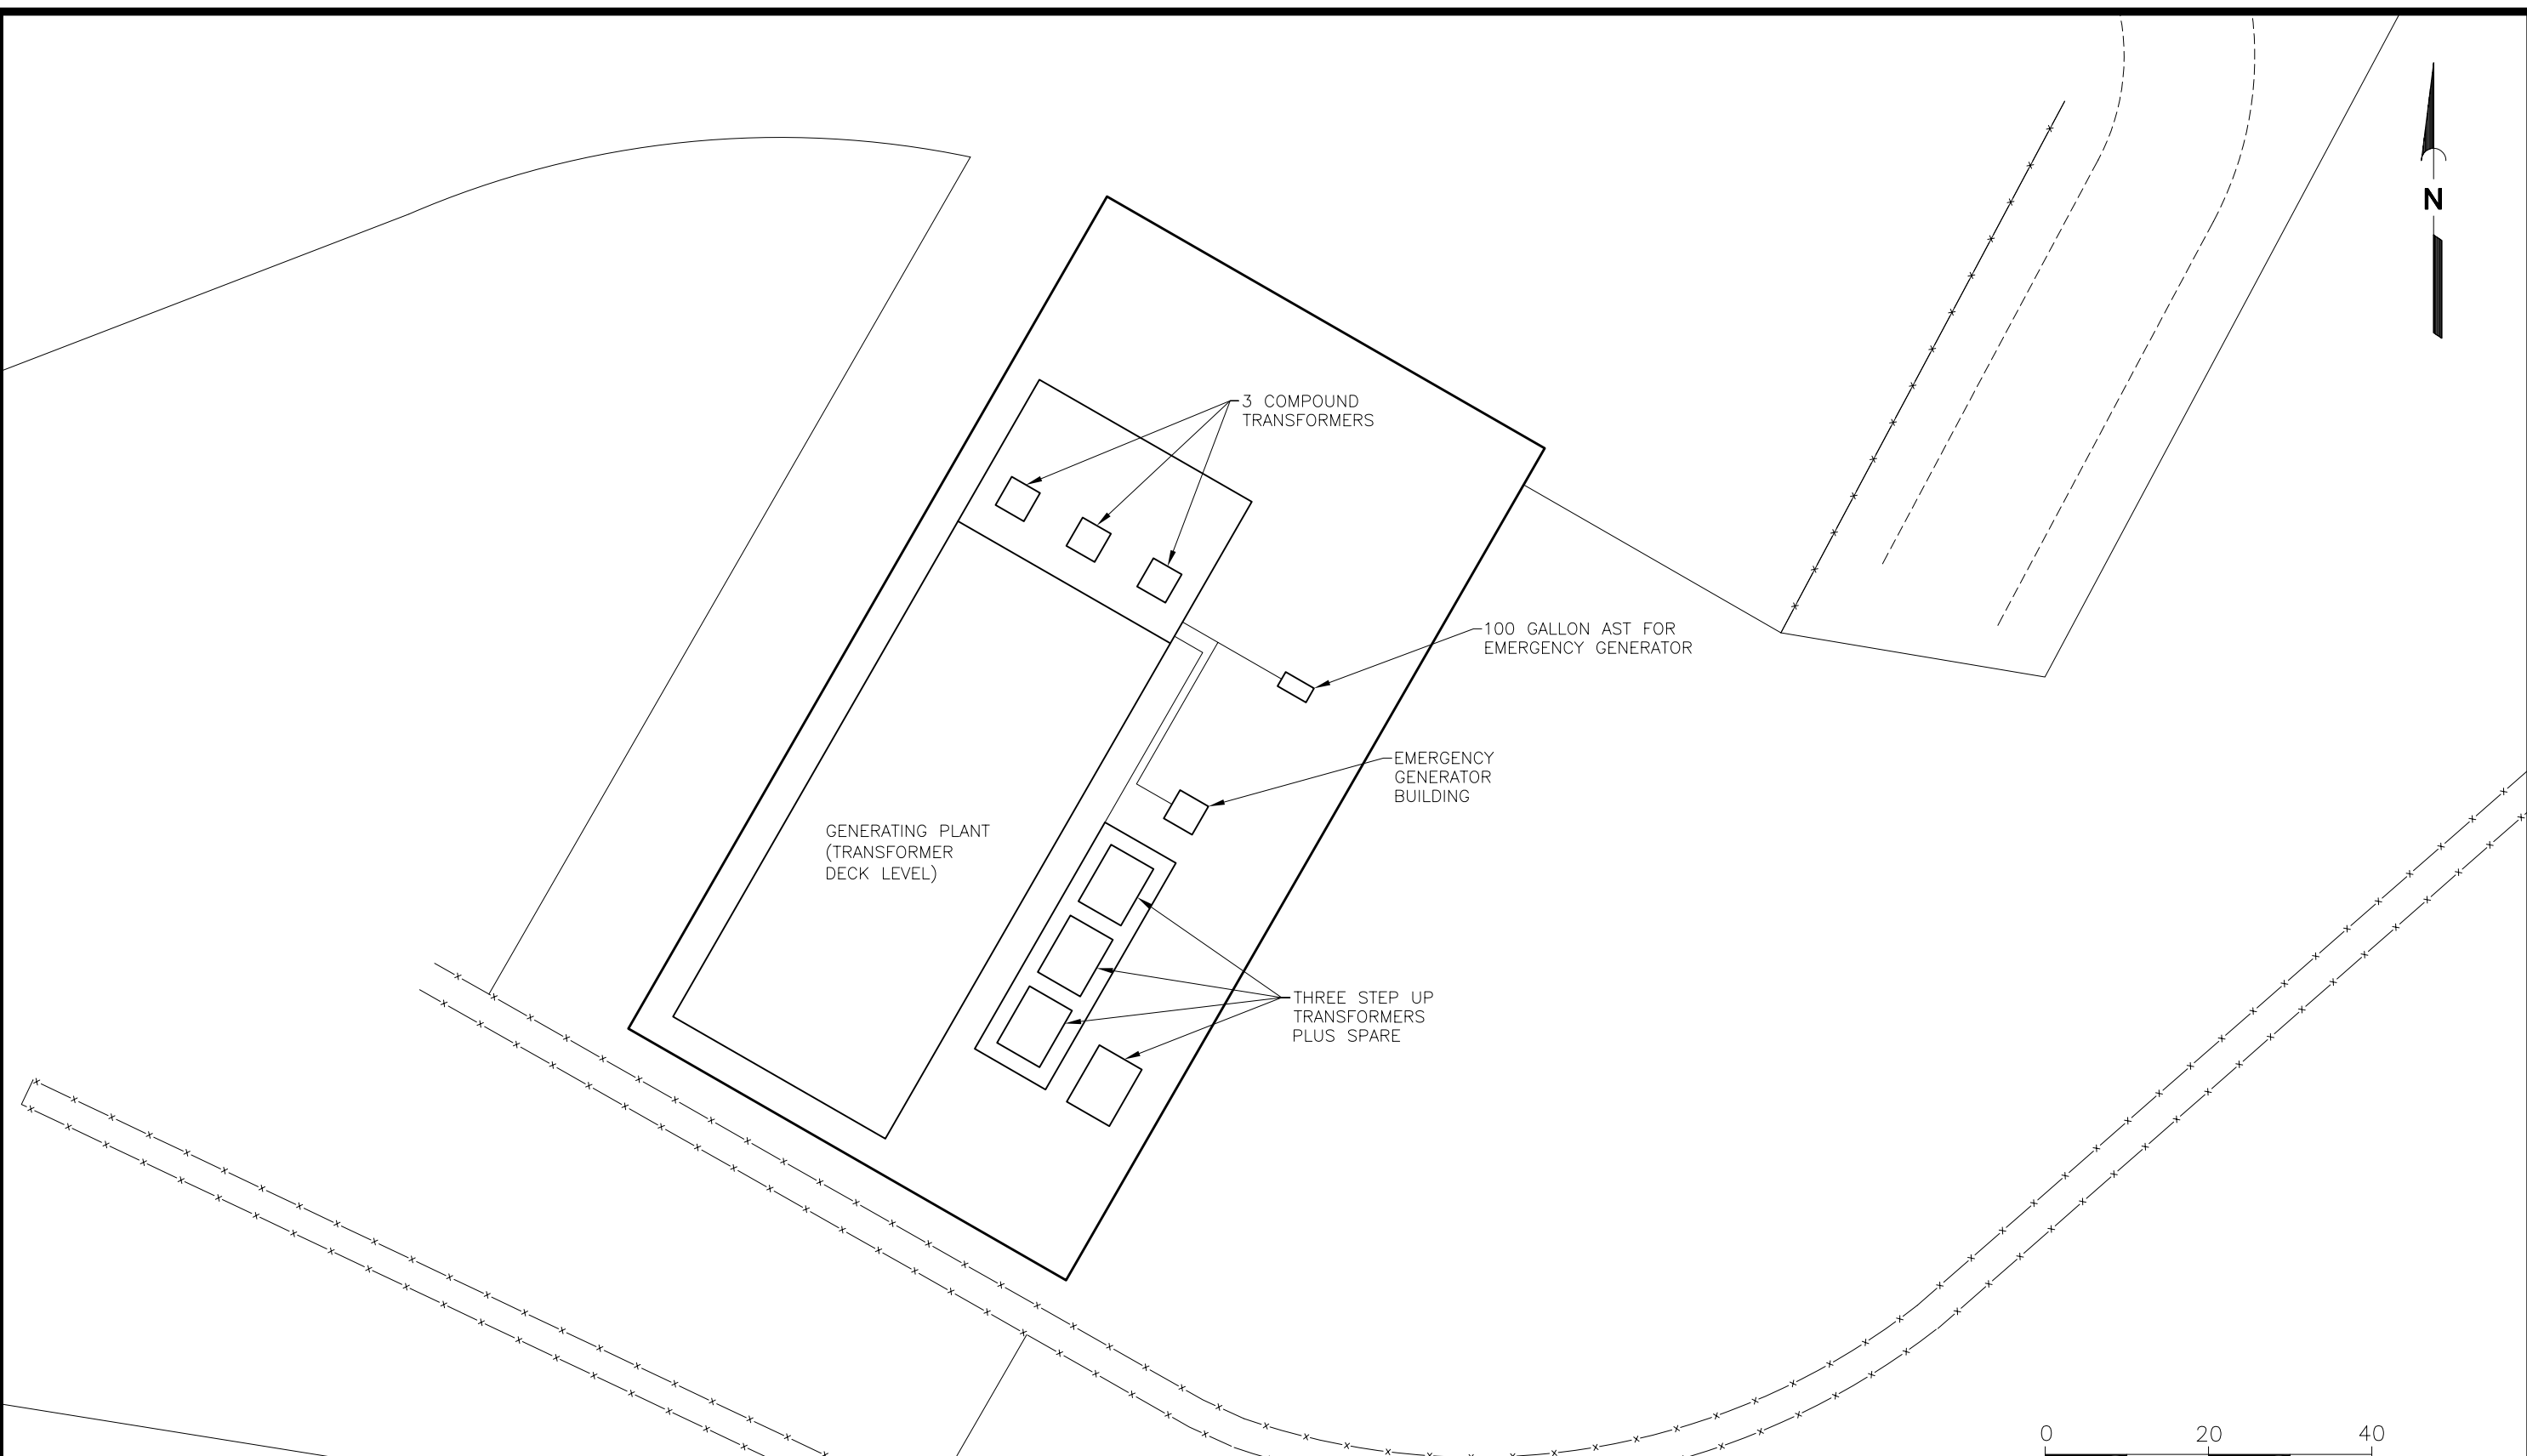 N
3 COMPOUND
TRANSFORMERS
100 GALLON AST FOR
EMERGENCY GENERATOR
EMERGENCY
GENERATOR
BUILDING
GENERATING PLANT
(TRANSFORMER
DECK LEVEL)
THREE STEP UP
TRANSFORMERS
PLUS SPARE
0 20 40